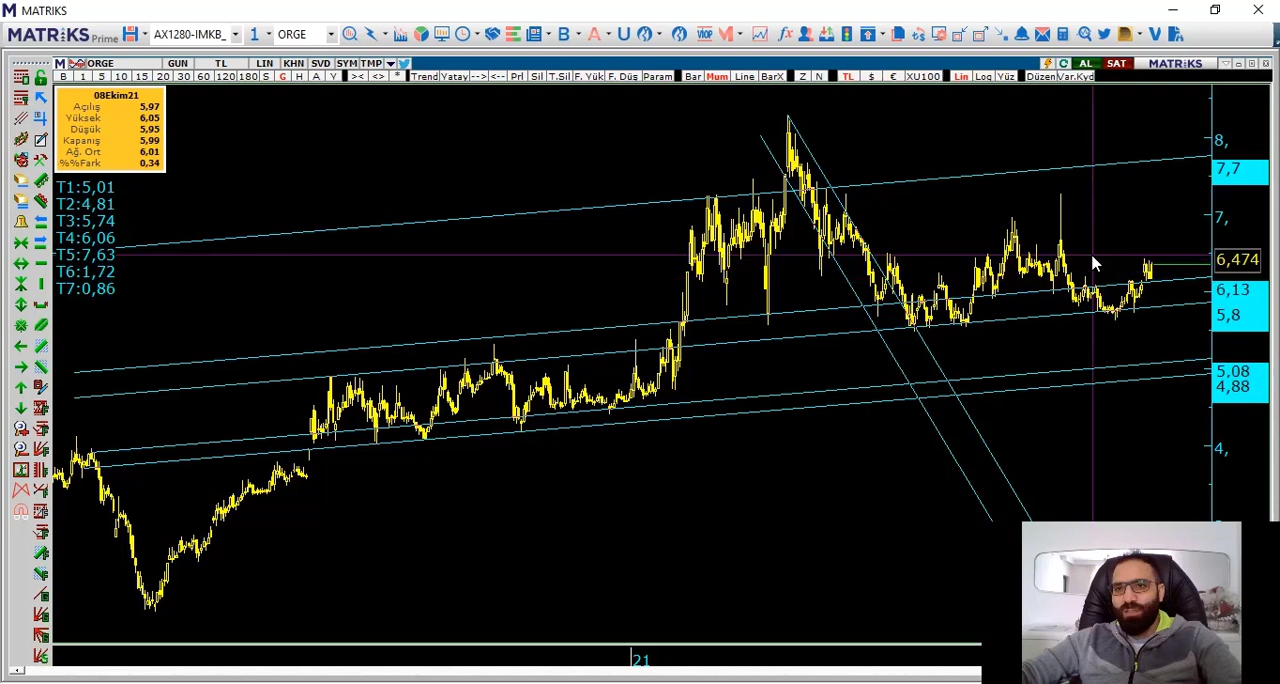 MATRIKS
MATRIKS Prime AX1280-IMKB_ 1 ORGE B A U VIOP M fx V
ORGE GUN TL LIN KHN SVD SYM TMP AL SAT MATRIKS
B 1 5 10 15 20 30 60 120 180 S G H A Y >< <> * Trend Yatay --> <-- Prl Sil T.Sil F. Yük F. Düş Param Bar Mum Line BarX Z N TL $ € XU100 Lin Log Yüz Düzen Var.Kyd
08Ekim21
Açılış 5,97
Yüksek 6,05
Düşük 5,95
Kapanış 5,99
Ağ. Ort 6,01
%%Fark 0,34
T1:5,01
T2:4,81
T3:5,74
T4:6,06
T5:7,63
T6:1,72
T7:0,86
8,
7,7
7,
6,474
6,13
5,8
5,08
4,88
4,
21